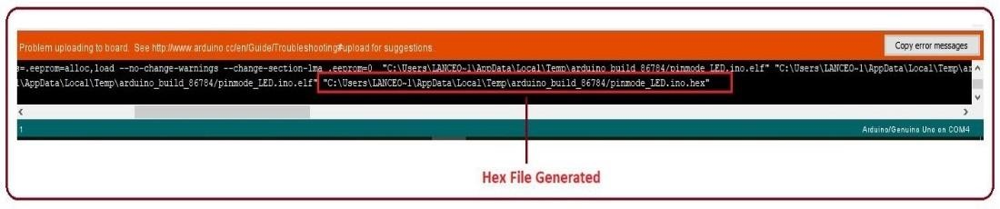 Problem uploading to board. See http://www.arduino.cc/en/Guide/Troubleshooting#upload for suggestions.
Copy error messages
s=.eeprom=alloc,load --no-change-warnings --change-section-lma .eeprom=0 "C:\Users\LANCEO~1\AppData\Local\Temp\arduino_build_86784/pinmode_LED.ino.elf" "C:\Users\LANCEO~1\AppData\Local\Temp\ar
l\AppData\Local\Temp\arduino_build_86784/pinmode_LED.ino.elf" "C:\Users\LANCEO~1\AppData\Local\Temp\arduino_build_86784/pinmode_LED.ino.hex"
1
Arduino/Genuino Uno on COM4
Hex File Generated